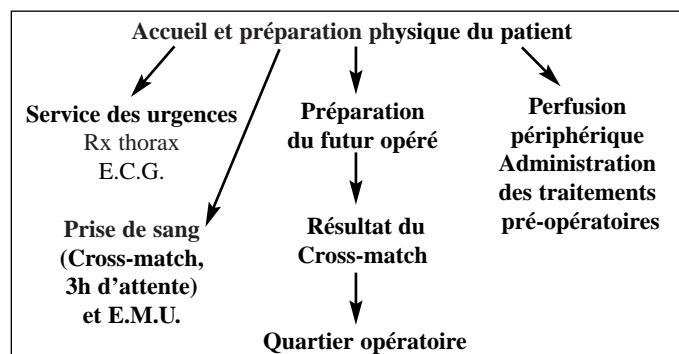 Accueil et préparation physique du patient
Service des urgences
Rx thorax
E.C.G.
Prise de sang
(Cross-match,
3h d'attente)
et E.M.U.
Préparation
du futur opéré
Résultat du
Cross-match
Quartier opératoire
Perfusion
périphérique
Administration
des traitements
pré-opératoires